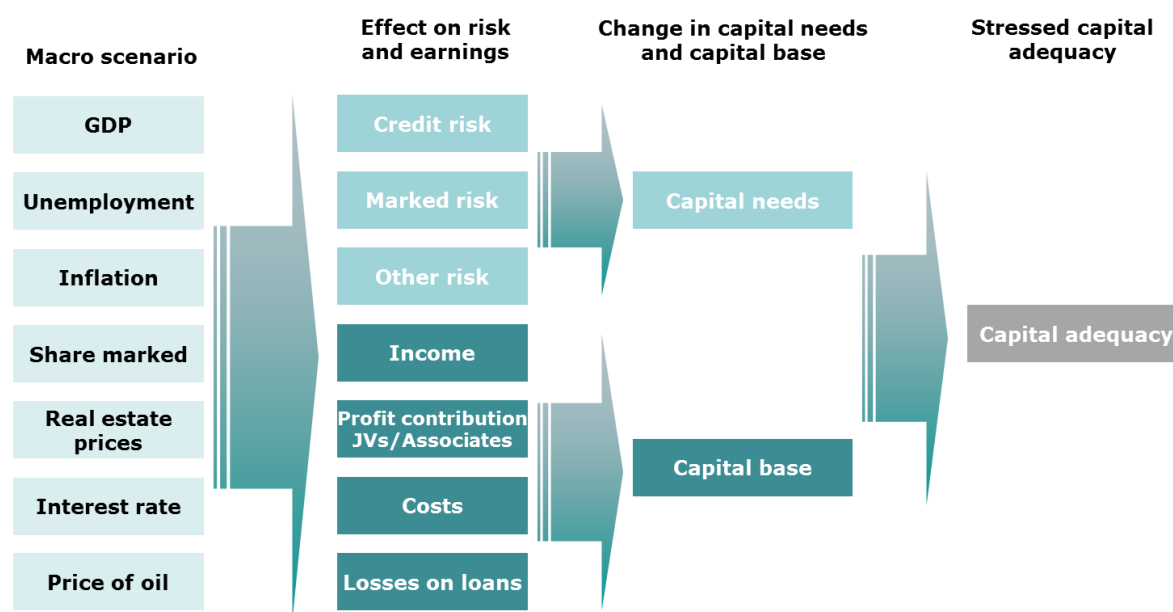 Macro scenario
Effect on risk
and earnings
Change in capital needs
and capital base
Stressed capital
adequacy
GDP
Unemployment
Inflation
Share marked
Real estate
prices
Interest rate
Price of oil
Credit risk
Marked risk
Other risk
Income
Profit contribution
JVs/Associates
Costs
Losses on loans
Capital needs
Capital base
Capital adequacy